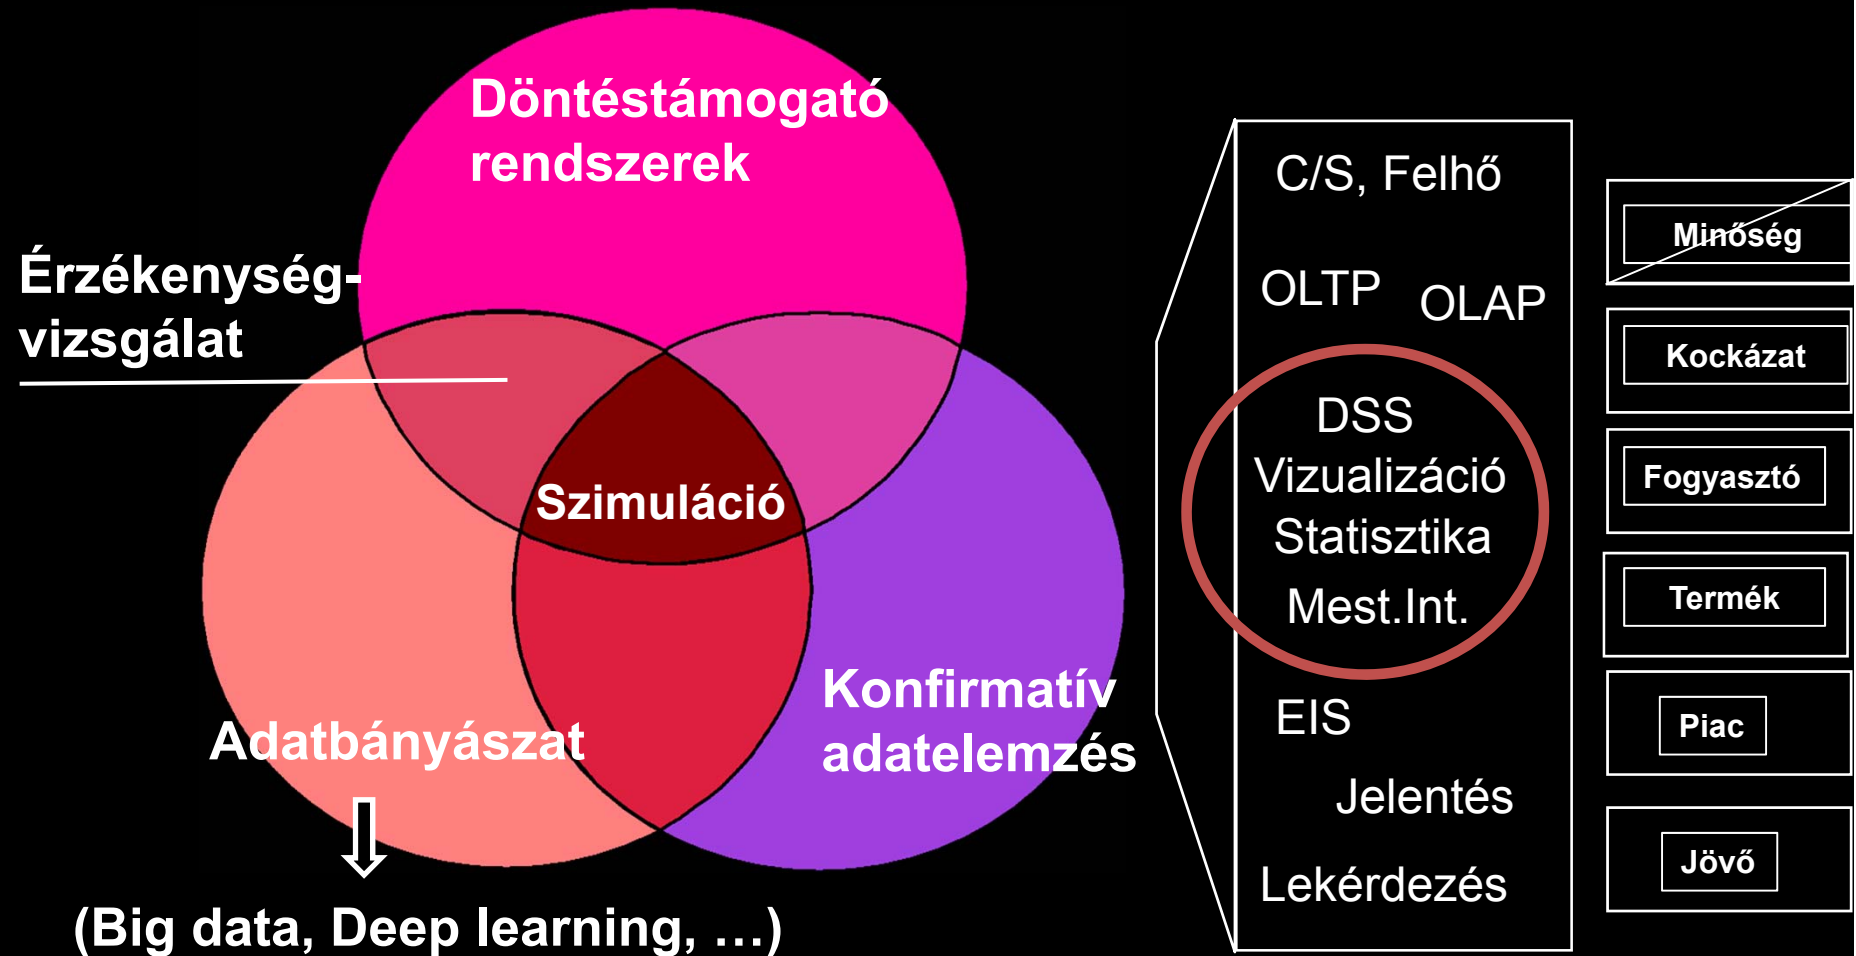 Döntéstámogató
rendszerek
Érzékenység-
vizsgálat
Szimuláció
Adatbányászat
Konfirmatív
adatelemzés
(Big data, Deep learning, …)
C/S, Felhő
OLTP
OLAP
DSS
Vizualizáció
Statisztika
Mest.Int.
EIS
Jelentés
Lekérdezés
Minőség
Kockázat
Fogyasztó
Termék
Piac
Jövő